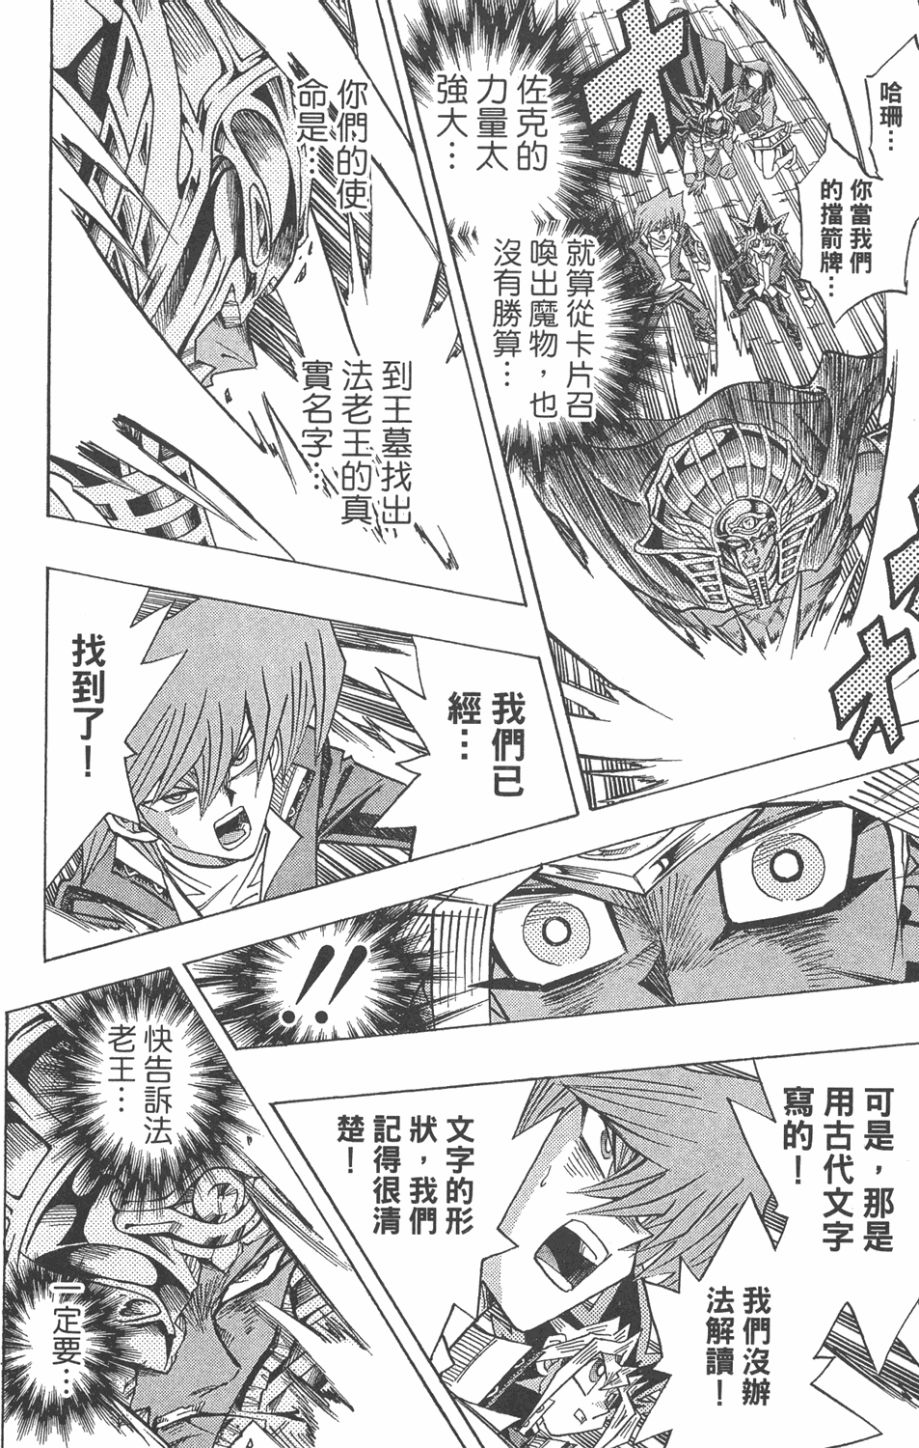 哈珊…
你當我們
的擋箭牌…
オオ
佐克的
力量太
強大…
就算從卡片召
喚出魔物，也
沒有勝算…
オオ
你們的使
命是…
到王墓找出
法老王的真
實名字…
我們已
經…
找到了！
!!
可是，那是
用古代文字
寫的！
我們沒辦
法解讀！
文字的形
狀，我們
記得很清
楚！
快告訴法
老王…
一定要…